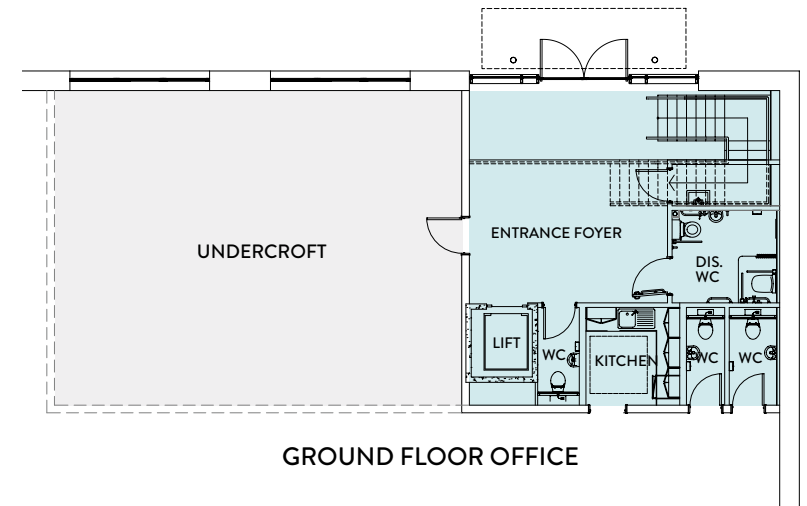 UNDERCROFT
ENTRANCE FOYER
DIS.
WC
LIFT
WC
KITCHEN
WC
WC
GROUND FLOOR OFFICE